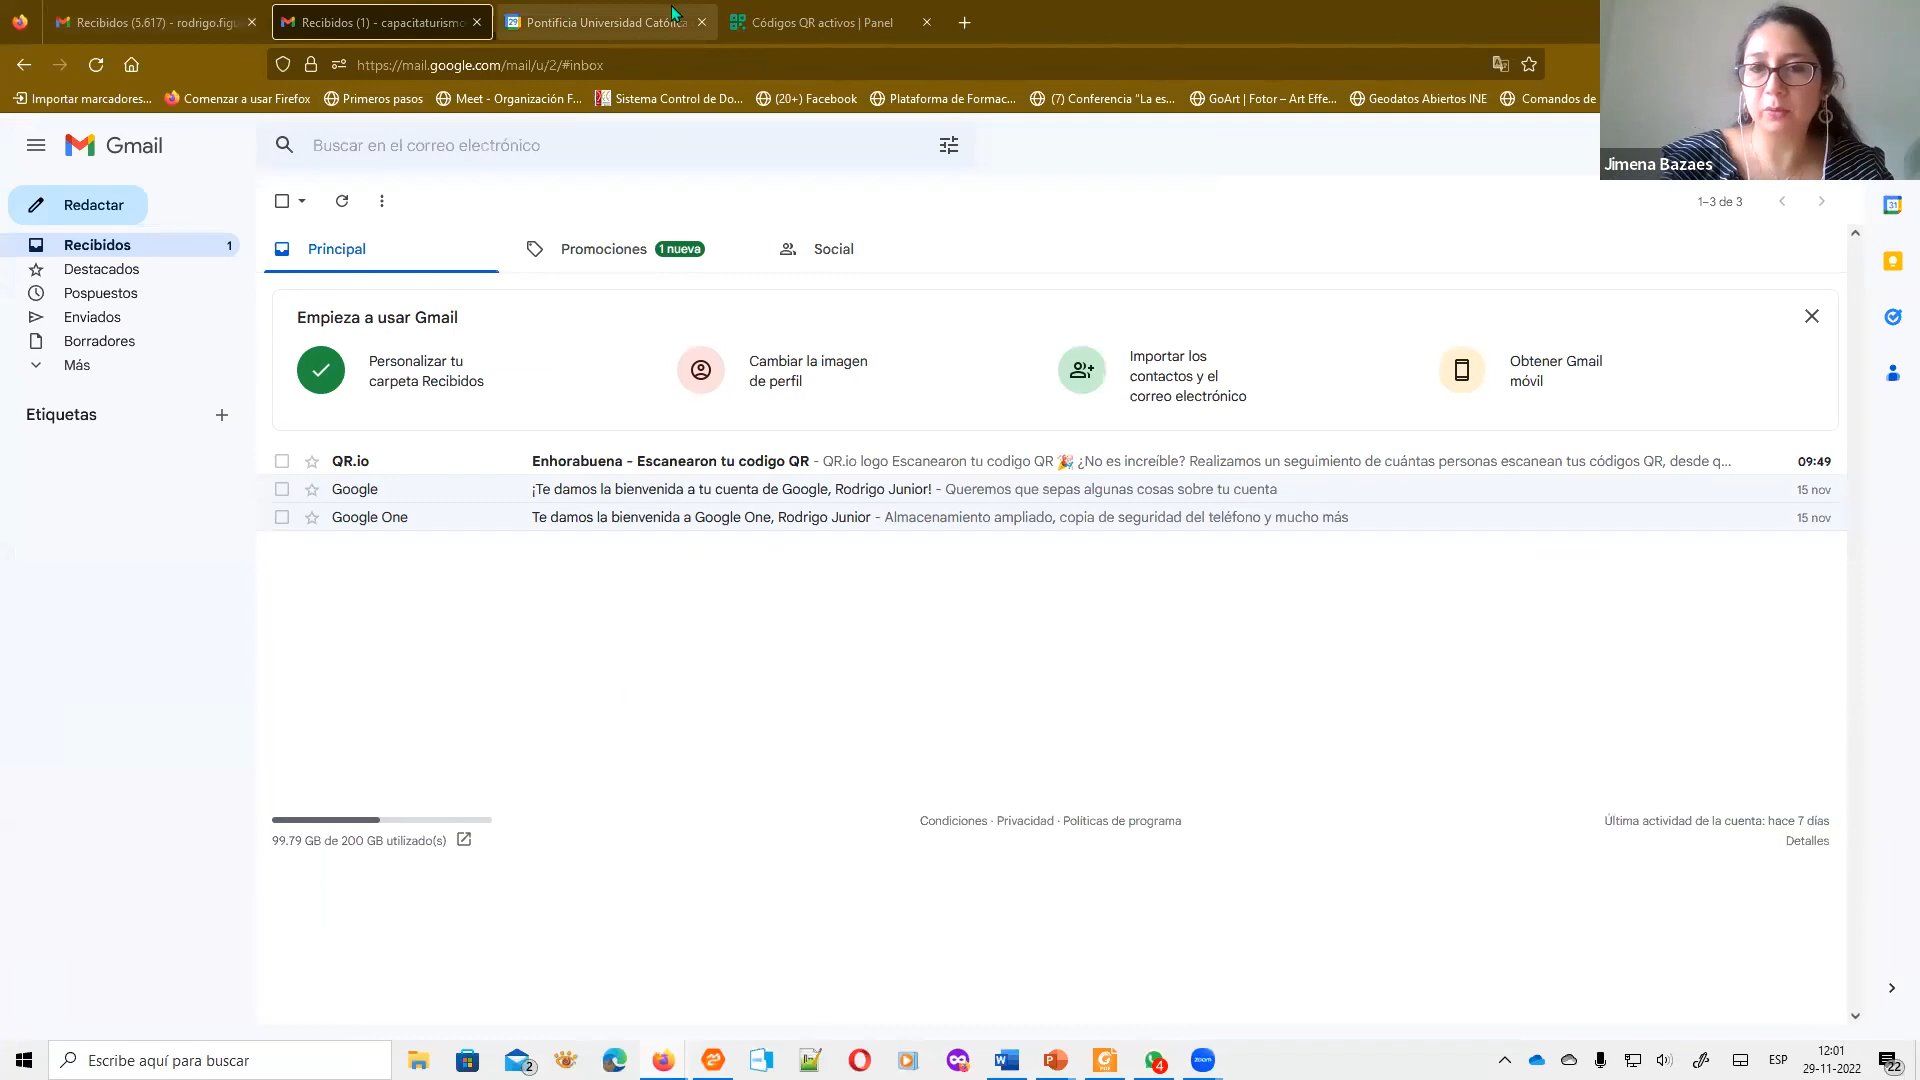 Recibidos (5.617) - rodrigo.figu
Recibidos (1) - capacitaturismo
Pontificia Universidad Católica
Códigos QR activos | Panel
https://mail.google.com/mail/u/2/#inbox
Importar marcadores...
Comenzar a usar Firefox
Primeros pasos
Meet - Organización F...
Sistema Control de Do...
(20+) Facebook
Plataforma de Formac...
(7) Conferencia "La es...
GoArt | Fotor – Art Effe...
Geodatos Abiertos INE
Comandos de
Jimena Bazaes
Gmail
Buscar en el correo electrónico
Redactar
1–3 de 3
31
Recibidos 1
Destacados
Pospuestos
Enviados
Borradores
Más
Etiquetas
Principal
Promociones 1 nueva
Social
Empieza a usar Gmail
Personalizar tu
carpeta Recibidos
Cambiar la imagen
de perfil
Importar los
contactos y el
correo electrónico
Obtener Gmail
móvil
QR.io Enhorabuena - Escanearon tu codigo QR - QR.io logo Escanearon tu codigo QR 🎉 ¿No es increíble? Realizamos un seguimiento de cuántas personas escanean tus códigos QR, desde q... 09:49
Google ¡Te damos la bienvenida a tu cuenta de Google, Rodrigo Junior! - Queremos que sepas algunas cosas sobre tu cuenta 15 nov
Google One Te damos la bienvenida a Google One, Rodrigo Junior - Almacenamiento ampliado, copia de seguridad del teléfono y mucho más 15 nov
99.79 GB de 200 GB utilizado(s)
Condiciones · Privacidad · Políticas de programa
Última actividad de la cuenta: hace 7 días
Detalles
Escribe aquí para buscar
2
4
zoom
ESP
12:01
29-11-2022
22